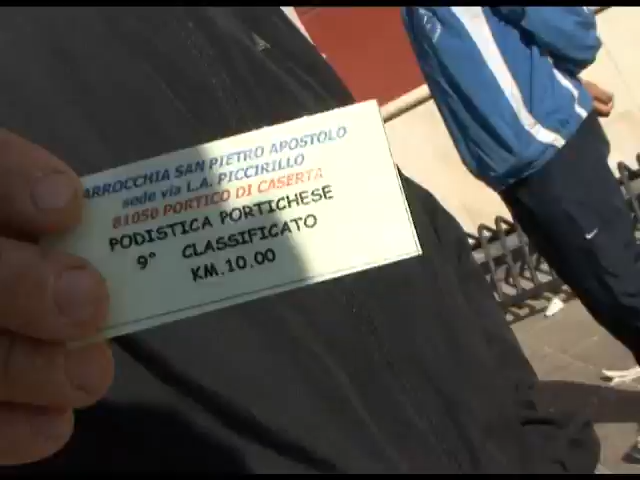 ARROCCHIA SAN PIETRO APOSTOLO
sede via L.A. PICCIRILLO
81050 PORTICO DI CASERTA
PODISTICA PORTICHESE
9° CLASSIFICATO
KM.10.00